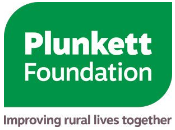 Plunkett
Foundation
Improving rural lives together